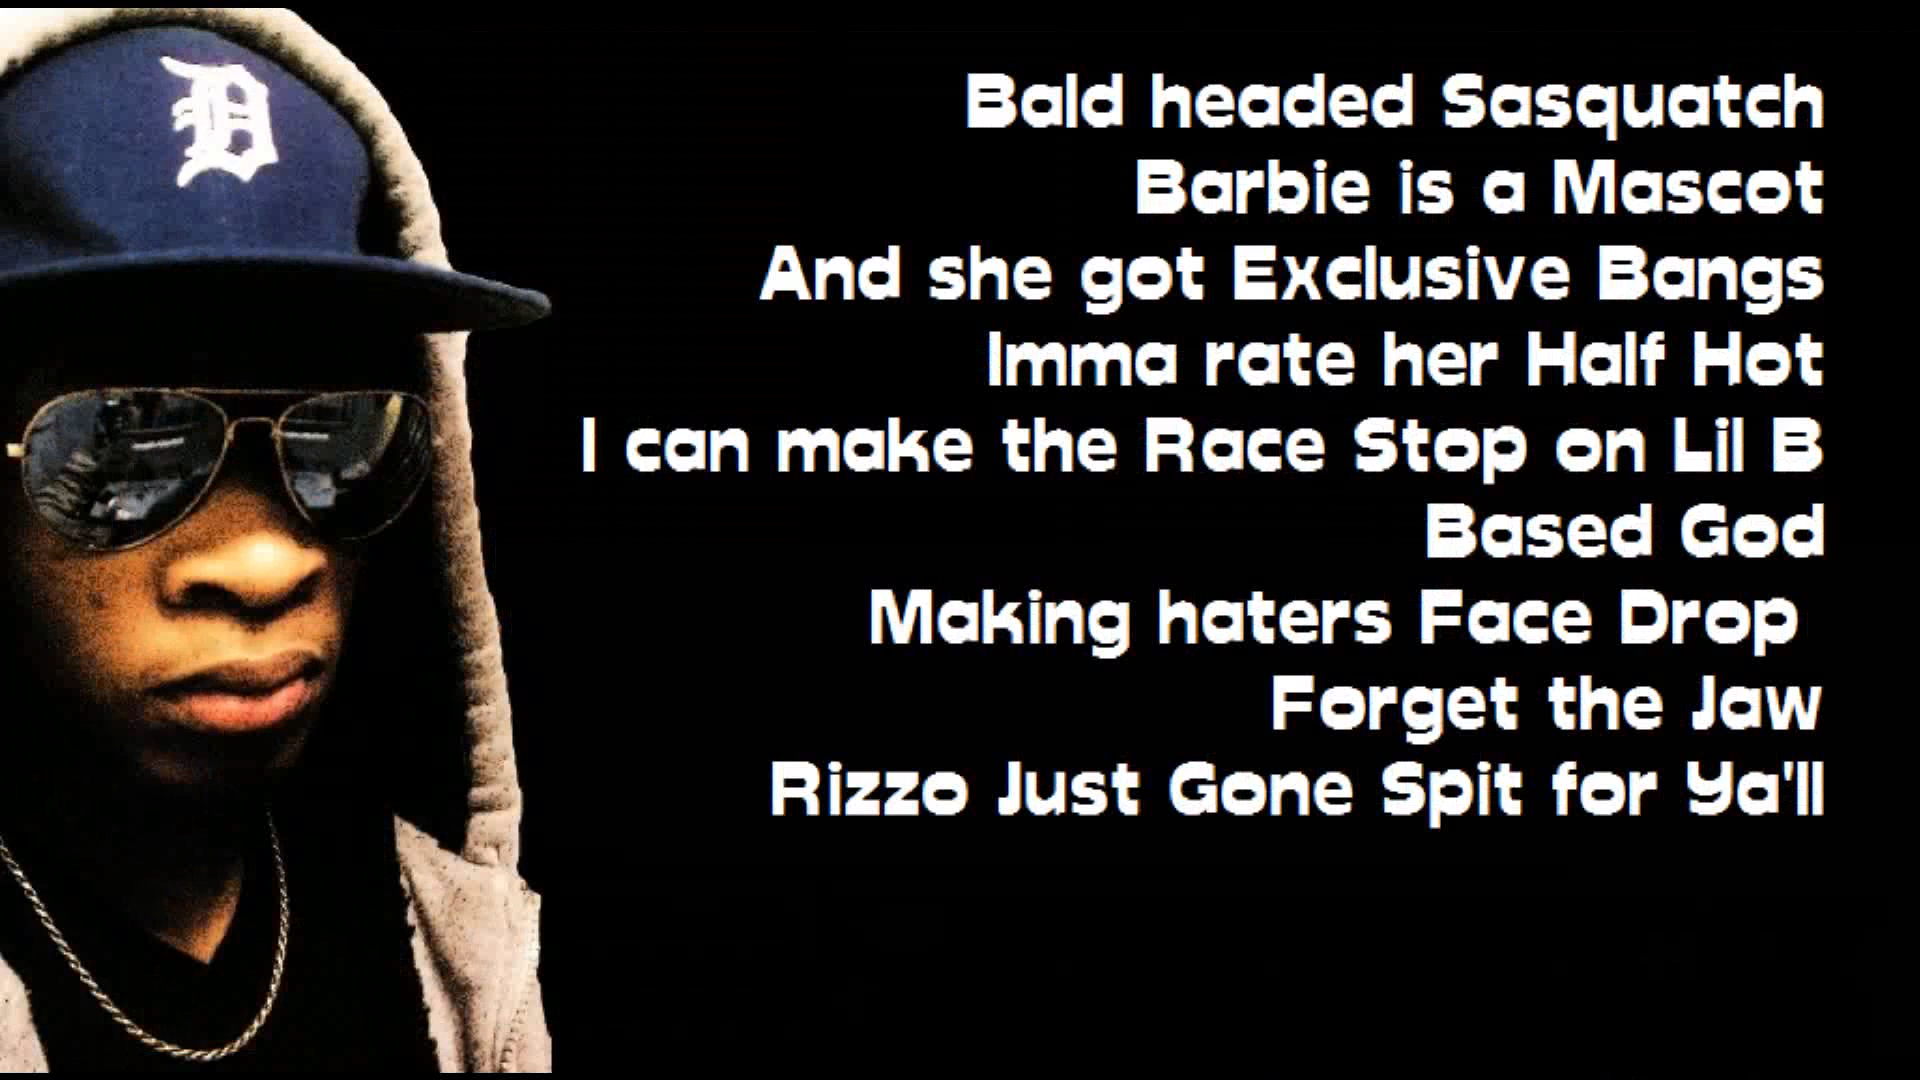 D
Bald headed Sasquatch
Barbie is a Mascot
And she got Exclusive Bangs
Imma rate her Half Hot
I can make the Race Stop on Lil B
Based God
Making haters Face Drop
Forget the Jaw
Rizzo Just Gone Spit for Ya'll